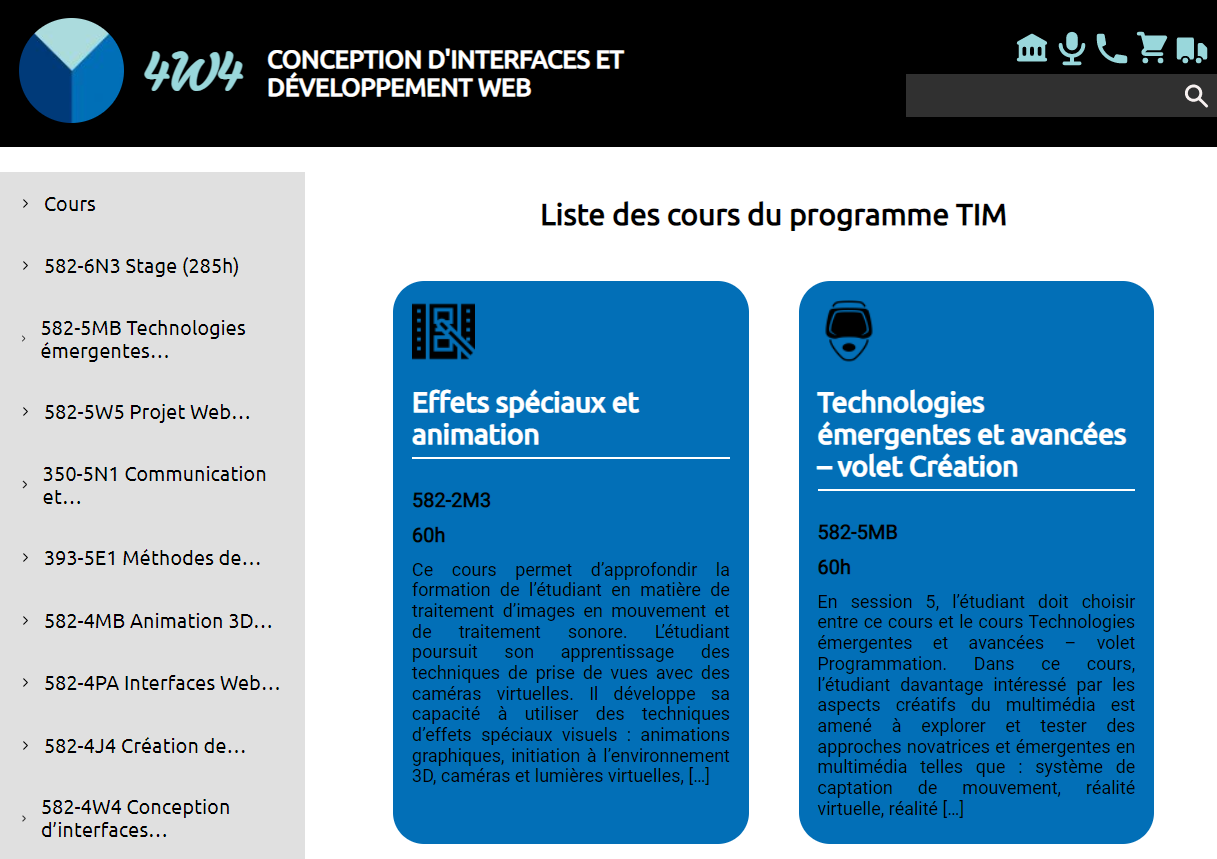 4W4
CONCEPTION D'INTERFACES ET
DÉVELOPPEMENT WEB
Cours
582-6N3 Stage (285h)
582-5MB Technologies
émergentes…
582-5W5 Projet Web…
350-5N1 Communication
et…
393-5E1 Méthodes de…
582-4MB Animation 3D…
582-4PA Interfaces Web…
582-4J4 Création de…
582-4W4 Conception
d’interfaces…
Liste des cours du programme TIM
Effets spéciaux et
animation
582-2M3
60h
Ce cours permet d’approfondir la
formation de l’étudiant en matière de
traitement d’images en mouvement et
de traitement sonore. L’étudiant
poursuit son apprentissage des
techniques de prise de vues avec des
caméras virtuelles. Il développe sa
capacité à utiliser des techniques
d’effets spéciaux visuels : animations
graphiques, initiation à l’environnement
3D, caméras et lumières virtuelles, […]
Technologies
émergentes et avancées
– volet Création
582-5MB
60h
En session 5, l’étudiant doit choisir
entre ce cours et le cours Technologies
émergentes et avancées – volet
Programmation. Dans ce cours,
l’étudiant davantage intéressé par les
aspects créatifs du multimédia est
amené à explorer et tester des
approches novatrices et émergentes en
multimédia telles que : système de
captation de mouvement, réalité
virtuelle, réalité […]